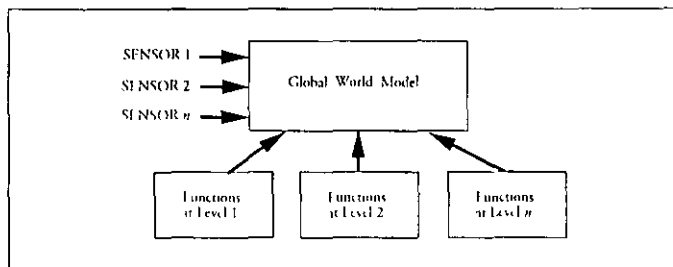 SENSOR 1
Global World Model
SENSOR 2
SENSOR n
Functions
at Level 1
Functions
at Level 2
Functions
at Level n